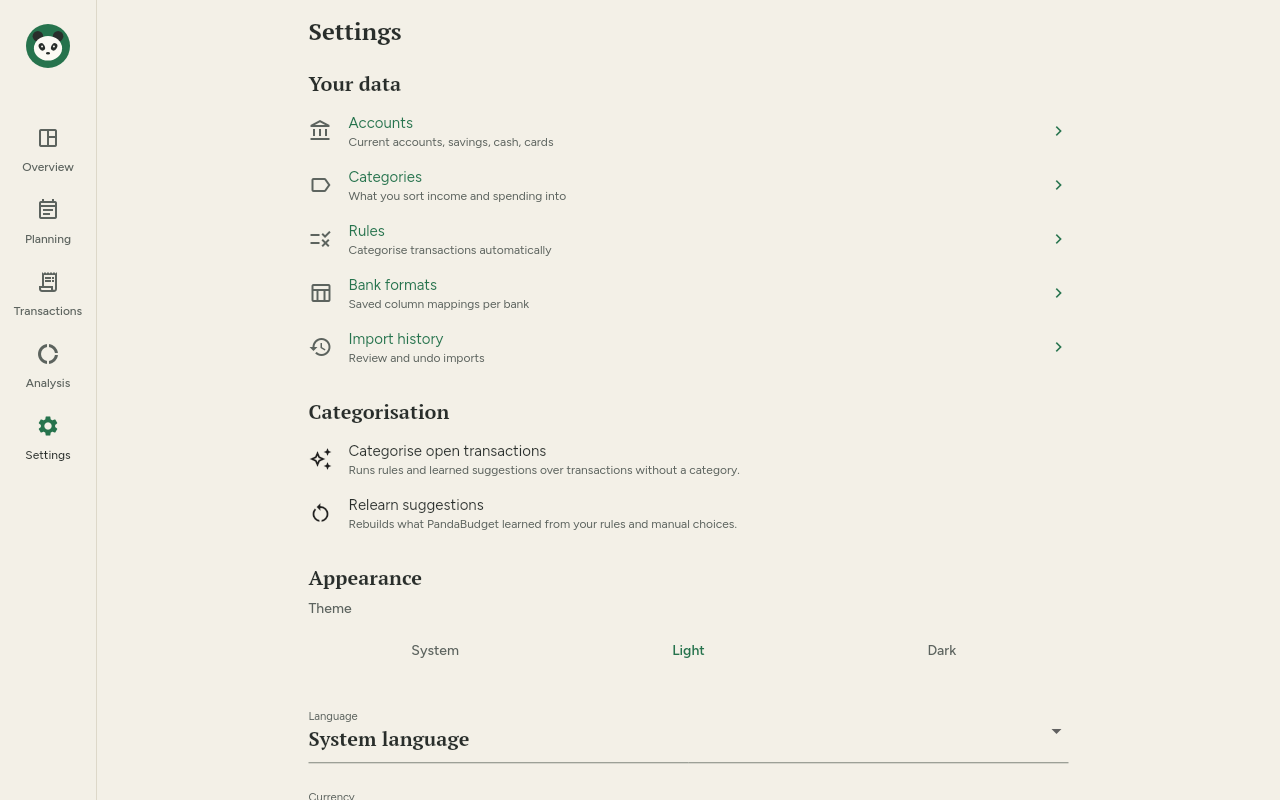 Settings
Your data
Accounts
Current accounts, savings, cash, cards
Categories
What you sort income and spending into
Rules
Categorise transactions automatically
Bank formats
Saved column mappings per bank
Import history
Review and undo imports
Categorisation
Categorise open transactions
Runs rules and learned suggestions over transactions without a category.
Relearn suggestions
Rebuilds what PandaBudget learned from your rules and manual choices.
Appearance
Theme
System
Light
Dark
Language
System language
Currency
Overview
Planning
Transactions
Analysis
Settings